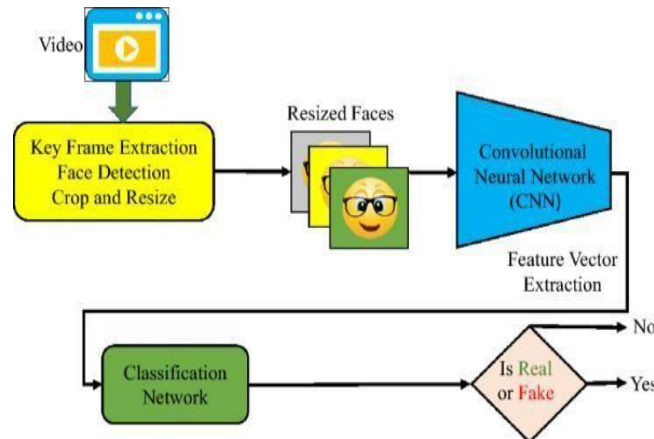 Video
Key Frame Extraction
Face Detection
Crop and Resize
Resized Faces
Convolutional
Neural Network
(CNN)
Feature Vector
Extraction
Classification
Network
Is Real
or Fake
No
Yes